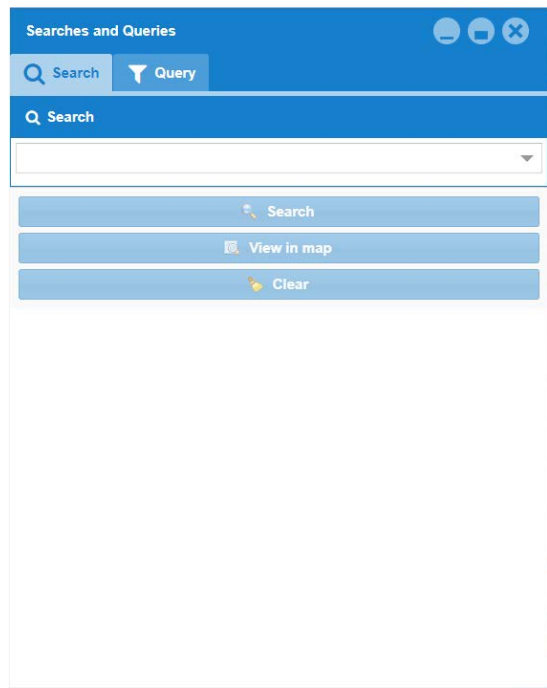 Searches and Queries
Search Query
Search
Search
View in map
Clear